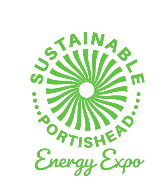 SUSTAINABLE
PORTISHEAD
Energy Expo